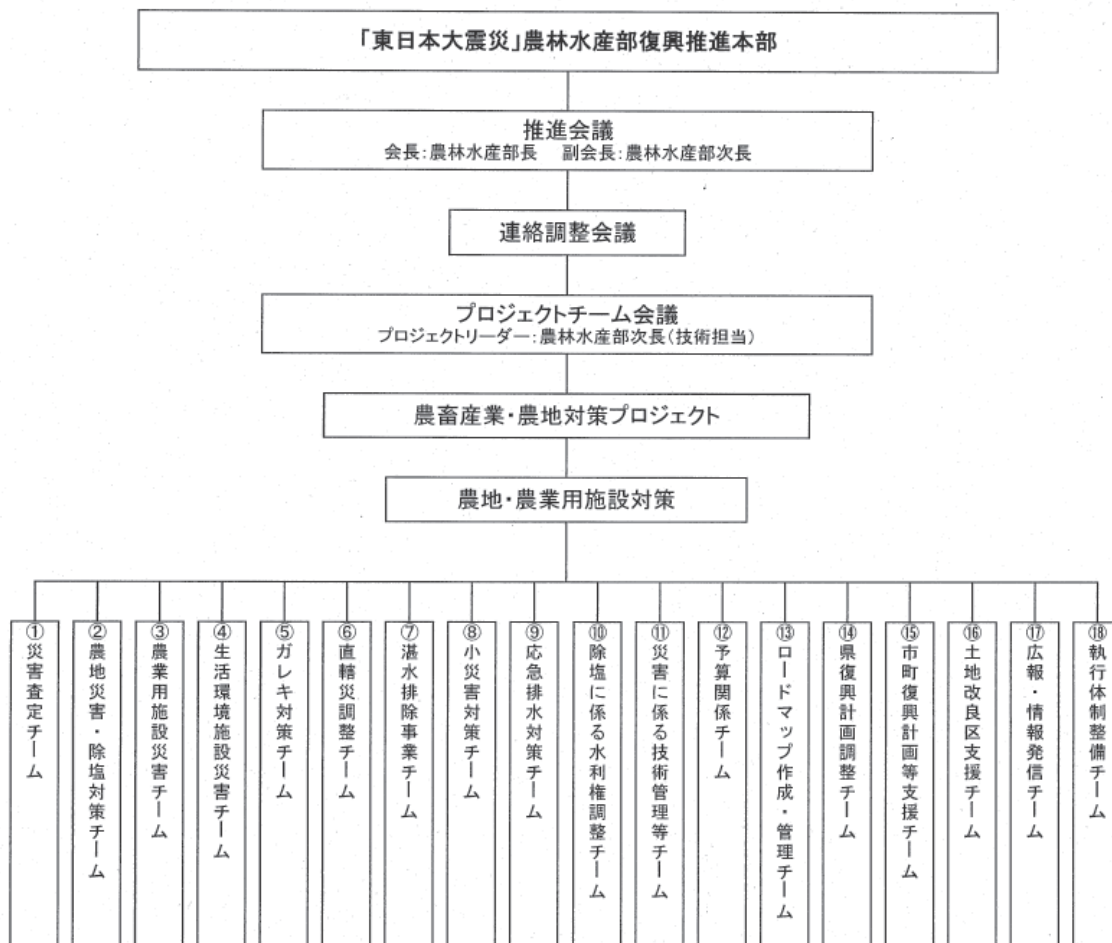 「東日本大震災」農林水産部復興推進本部
推進会議
会長:農林水産部長　副会長:農林水産部次長
連絡調整会議
プロジェクトチーム会議
プロジェクトリーダー:農林水産部次長(技術担当)
農畜産業・農地対策プロジェクト
農地・農業用施設対策
①災害査定チーム
②農地災害・除塩対策チーム
③農業用施設災害チーム
④生活環境施設災害チーム
⑤ガレキ対策チーム
⑥直轄災調整チーム
⑦湛水排除事業チーム
⑧小災害対策チーム
⑨応急排水対策チーム
⑩除塩に係る水利権調整チーム
⑪災害に係る技術管理等チーム
⑫予算関係チーム
⑬ロードマップ作成・管理チーム
⑭県復興計画調整チーム
⑮市町復興計画等支援チーム
⑯土地改良区支援チーム
⑰広報・情報発信チーム
⑱執行体制整備チーム